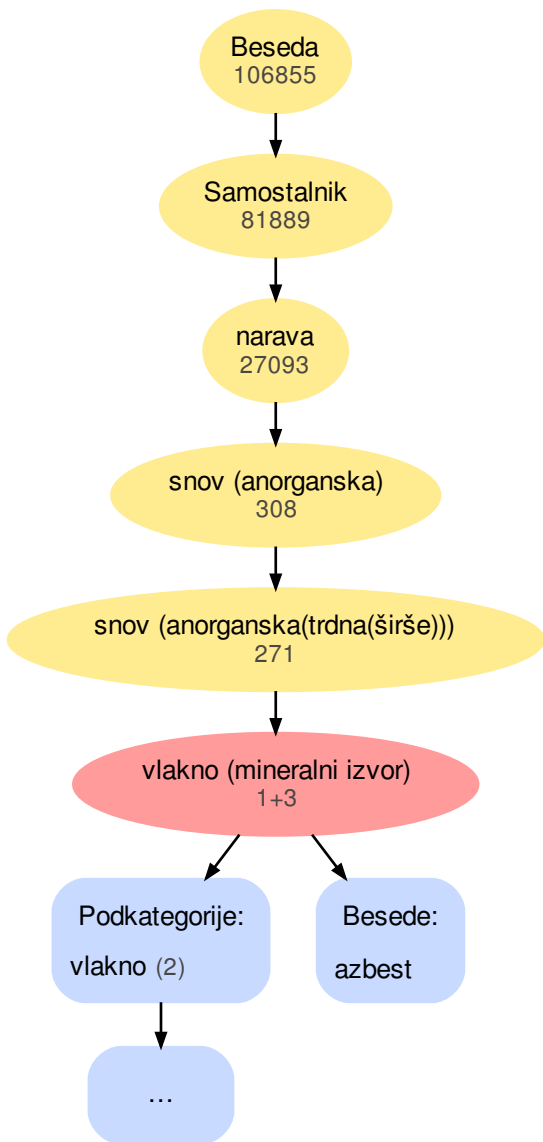 Beseda
106855
Samostalnik
81889
narava
27093
snov (anorganska)
308
snov (anorganska(trdna(širše)))
271
vlakno (mineralni izvor)
1+3
Podkategorije:
vlakno (2)
Besede:
azbest
...